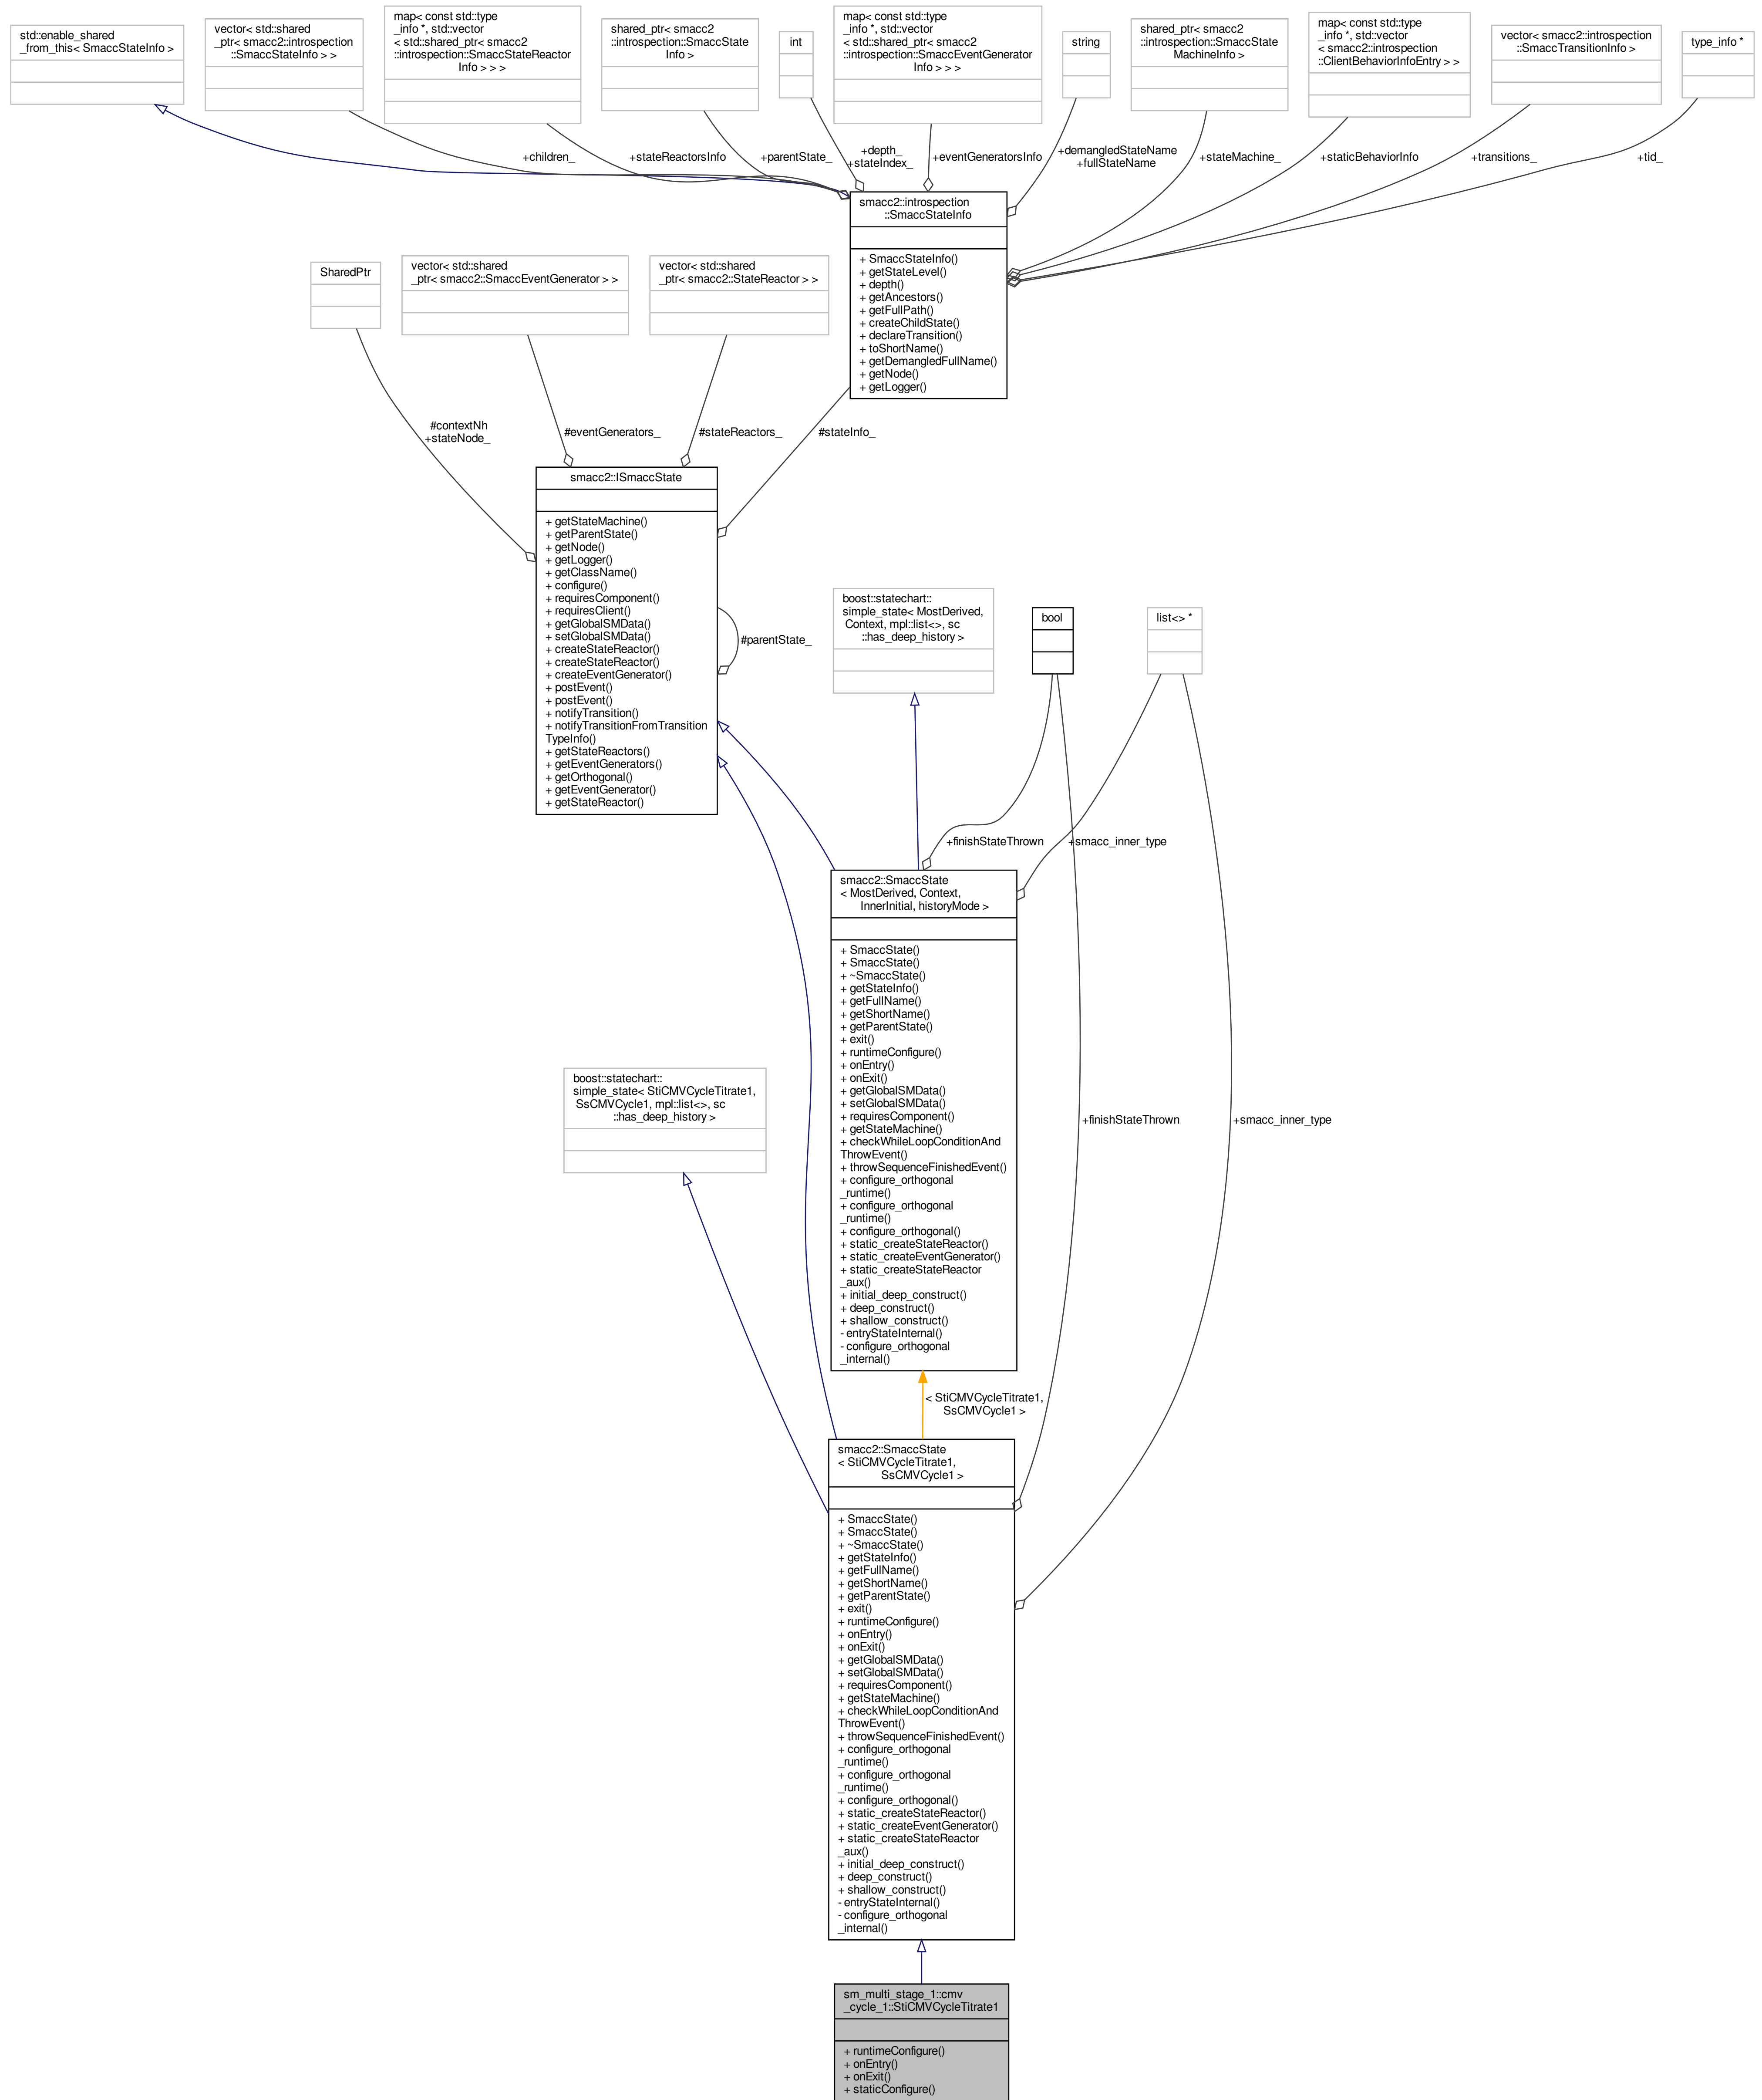 std::enable_shared
_from_this< SmaccStateInfo >
vector< std::shared
_ptr< smacc2::introspection
::SmaccStateInfo > >
map< const std::type
_info *, std::vector
< std::shared_ptr< smacc2
::introspection::SmaccStateReactor
Info > > >
shared_ptr< smacc2
::introspection::SmaccState
Info >
int
map< const std::type
_info *, std::vector
< std::shared_ptr< smacc2
::introspection::SmaccEventGenerator
Info > > >
string
shared_ptr< smacc2
::introspection::SmaccState
MachineInfo >
map< const std::type
_info *, std::vector
< smacc2::introspection
::ClientBehaviorInfoEntry > >
vector< smacc2::introspection
::SmaccTransitionInfo >
type_info *
+children_
+stateReactorsInfo
+parentState_
+depth_
+stateIndex_
+eventGeneratorsInfo
+demangledStateName
+fullStateName
+stateMachine_
+staticBehaviorInfo
+transitions_
+tid_
smacc2::introspection
::SmaccStateInfo
+ SmaccStateInfo()
+ getStateLevel()
+ depth()
+ getAncestors()
+ getFullPath()
+ createChildState()
+ declareTransition()
+ toShortName()
+ getDemangledFullName()
+ getNode()
+ getLogger()
SharedPtr
vector< std::shared
_ptr< smacc2::SmaccEventGenerator > >
vector< std::shared
_ptr< smacc2::StateReactor > >
#contextNh
+stateNode_
#eventGenerators_
#stateReactors_
#stateInfo_
smacc2::ISmaccState
+ getStateMachine()
+ getParentState()
+ getNode()
+ getLogger()
+ getClassName()
+ configure()
+ requiresComponent()
+ requiresClient()
+ getGlobalSMData()
+ setGlobalSMData()
+ createStateReactor()
+ createStateReactor()
+ createEventGenerator()
+ postEvent()
+ postEvent()
+ notifyTransition()
+ notifyTransitionFromTransition
TypeInfo()
+ getStateReactors()
+ getEventGenerators()
+ getOrthogonal()
+ getEventGenerator()
+ getStateReactor()
#parentState_
boost::statechart::
simple_state< MostDerived,
Context, mpl::list<>, sc
::has_deep_history >
bool
list<> *
+finishStateThrown
+smacc_inner_type
smacc2::SmaccState
< MostDerived, Context,
InnerInitial, historyMode >
+ SmaccState()
+ SmaccState()
+ ~SmaccState()
+ getStateInfo()
+ getFullName()
+ getShortName()
+ getParentState()
+ exit()
+ runtimeConfigure()
+ onEntry()
+ onExit()
+ getGlobalSMData()
+ setGlobalSMData()
+ requiresComponent()
+ getStateMachine()
+ checkWhileLoopConditionAnd
ThrowEvent()
+ throwSequenceFinishedEvent()
+ configure_orthogonal
_runtime()
+ configure_orthogonal
_runtime()
+ configure_orthogonal()
+ static_createStateReactor()
+ static_createEventGenerator()
+ static_createStateReactor
_aux()
+ initial_deep_construct()
+ deep_construct()
+ shallow_construct()
- entryStateInternal()
- configure_orthogonal
_internal()
boost::statechart::
simple_state< StiCMVCycleTitrate1,
SsCMVCycle1, mpl::list<>, sc
::has_deep_history >
+finishStateThrown
+smacc_inner_type
< StiCMVCycleTitrate1,
SsCMVCycle1 >
smacc2::SmaccState
< StiCMVCycleTitrate1,
SsCMVCycle1 >
+ SmaccState()
+ SmaccState()
+ ~SmaccState()
+ getStateInfo()
+ getFullName()
+ getShortName()
+ getParentState()
+ exit()
+ runtimeConfigure()
+ onEntry()
+ onExit()
+ getGlobalSMData()
+ setGlobalSMData()
+ requiresComponent()
+ getStateMachine()
+ checkWhileLoopConditionAnd
ThrowEvent()
+ throwSequenceFinishedEvent()
+ configure_orthogonal
_runtime()
+ configure_orthogonal
_runtime()
+ configure_orthogonal()
+ static_createStateReactor()
+ static_createEventGenerator()
+ static_createStateReactor
_aux()
+ initial_deep_construct()
+ deep_construct()
+ shallow_construct()
- entryStateInternal()
- configure_orthogonal
_internal()
sm_multi_stage_1::cmv
_cycle_1::StiCMVCycleTitrate1
+ runtimeConfigure()
+ onEntry()
+ onExit()
+ staticConfigure()